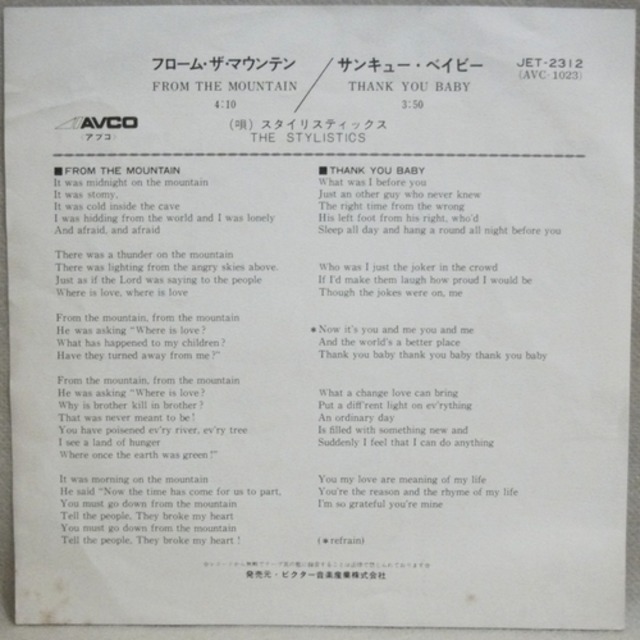 フローム・ザ・マウンテン / サンキュー・ベイビー JET-2312
FROM THE MOUNTAIN THANK YOU BABY (AVC-1023)
4:10 3:50
AVCO
(アブコ)
(唄) スタイリスティックス
THE STYLISTICS
■FROM THE MOUNTAIN
It was midnight on the mountain
It was stomy,
It was cold inside the cave
I was hidding from the world and I was lonely
And afraid, and afraid
There was a thunder on the mountain
There was lighting from the angry skies above.
Just as if the Lord was saying to the people
Where is love, where is love
From the mountain, from the mountain
He was asking "Where is love?
What has happened to my children?
Have they turned away from me?"
From the mountain, from the mountain
He was asking "Where is love?
Why is brother kill in brother?
That was never meant to be!
You have poisened ev'ry river, ev'ry tree
I see a land of hunger
Where once the earth was green!"
It was morning on the mountain
He said "Now the time has come for us to part,
You must go down from the mountain
Tell the people, They broke my heart
You must go down from the mountain
Tell the people, They broke my heart!
■THANK YOU BABY
What was I before you
Just an other guy who never knew
The right time from the wrong
His left foot from his right, who'd
Sleep all day and hang a round all night before you
Who was I just the joker in the crowd
If I'd make them laugh how proud I would be
Though the jokes were on, me
*Now it's you and me you and me
And the world's a better place
Thank you baby thank you baby thank you baby
What a change love can bring
Put a diff'rent light on ev'rything
An ordinary day
Is filled with something new and
Suddenly I feel that I can do anything
You my love are meaning of my life
You're the reason and the rhyme of my life
I'm so grateful you're mine
(*refrain)
発売元・ビクター音楽産業株式会社